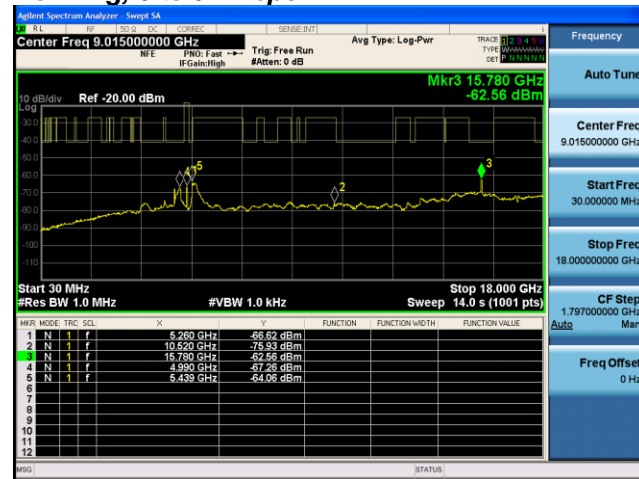 Agilent Spectrum Analyzer - Swept SA
RL RF 50 Ω DC CORREC SENSE:INT
Center Freq 9.015000000 GHz
NFE PNO: Fast IFGain:High
Trig: Free Run
#Atten: 0 dB
Avg Type: Log-Pwr
TRACE 1 2 3 4 5 6
TYPE
DET P N N N N N
Mkr3 15.780 GHz
-62.56 dBm
10 dB/div Ref -20.00 dBm
Log
-30.0
-40.0
-50.0
-60.0
-70.0
-80.0
-90.0
-100
-110
5
2
3
Start 30 MHz Stop 18.000 GHz
#Res BW 1.0 MHz #VBW 1.0 kHz Sweep 14.0 s (1001 pts)
MKR MODE TRC SCL X Y FUNCTION FUNCTION WIDTH FUNCTION VALUE
1 N 1 f 5.260 GHz -66.62 dBm
2 N 1 f 10.520 GHz -75.93 dBm
3 N 1 f 15.780 GHz -62.56 dBm
4 N 1 f 4.990 GHz -67.26 dBm
5 N 1 f 5.439 GHz -64.06 dBm
6
7
8
9
10
11
12
MSG STATUS
Frequency
Auto Tune
Center Freq
9.015000000 GHz
Start Freq
30.000000 MHz
Stop Freq
18.000000000 GHz
CF Step
1.797000000 GHz
Auto Man
Freq Offset
0 Hz